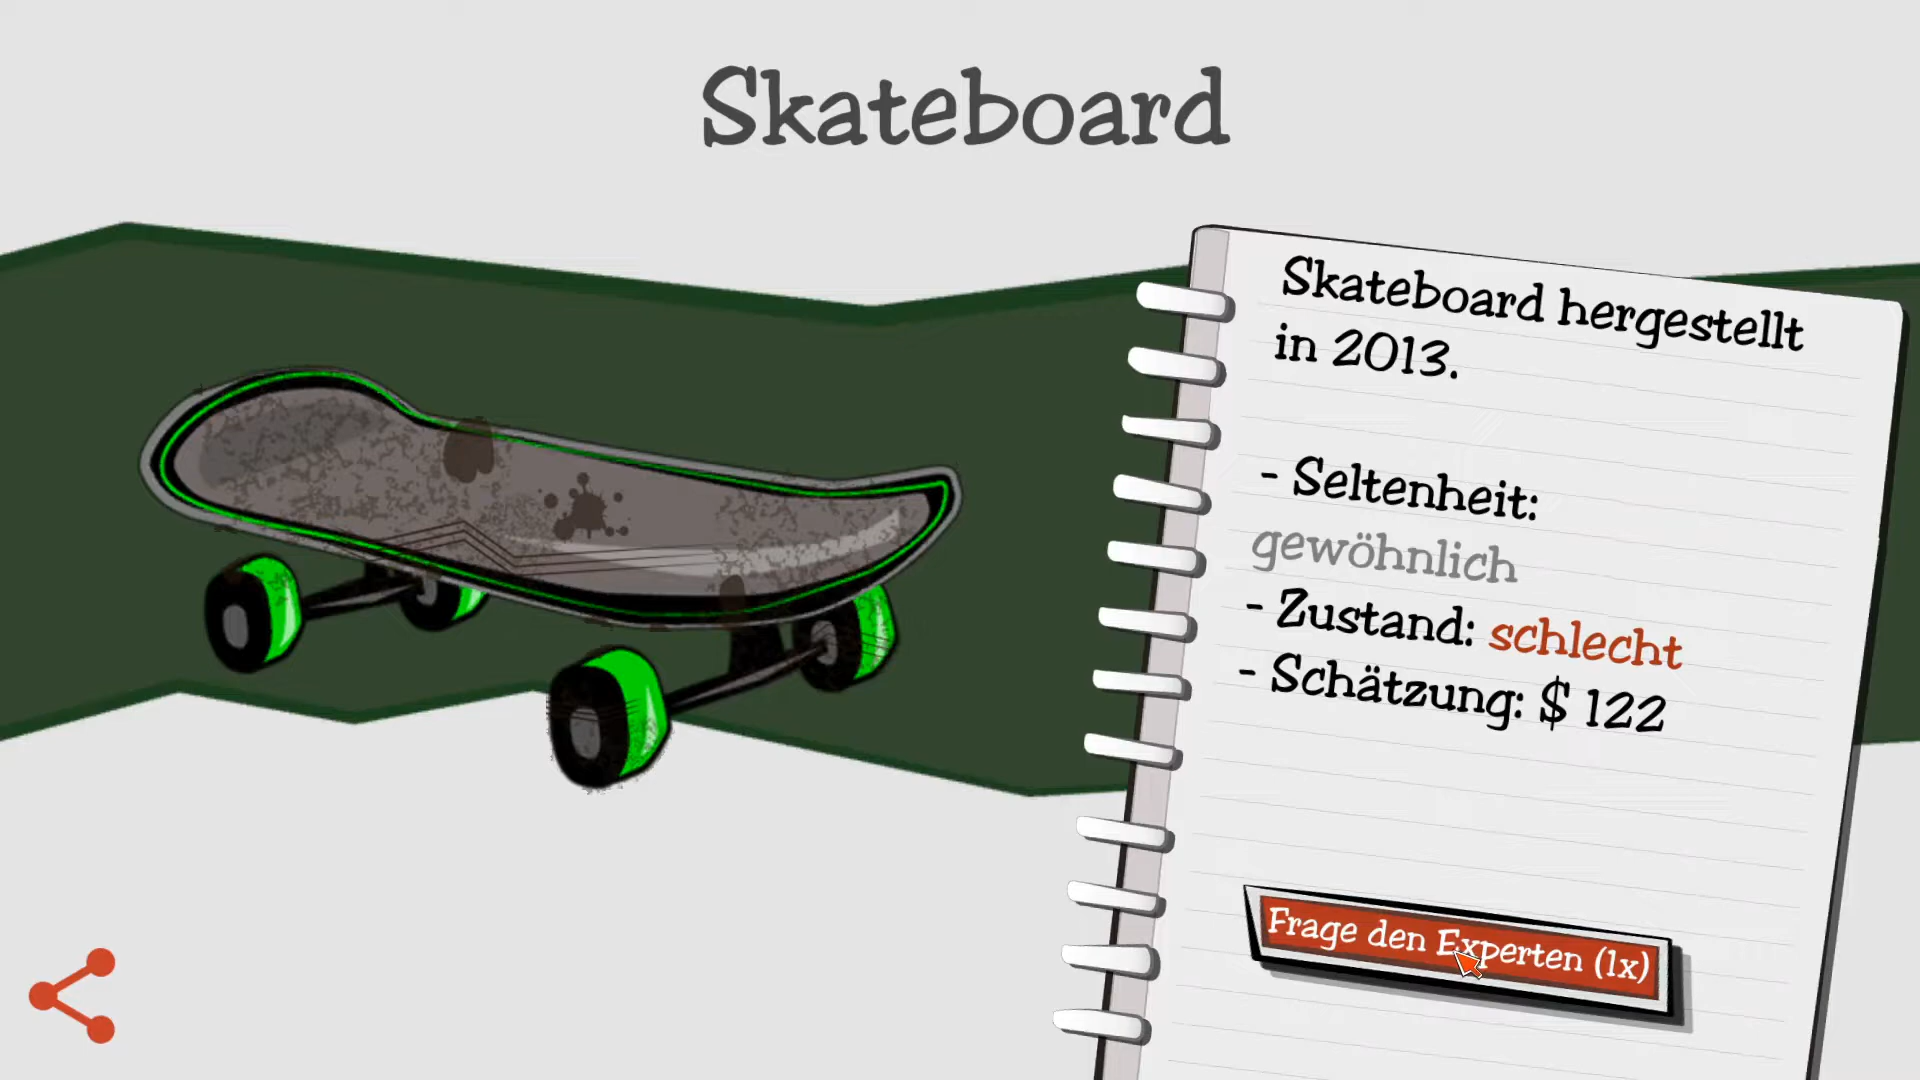 Skateboard
Skateboard hergestellt
in 2013.
- Seltenheit:
gewöhnlich
- Zustand: schlecht
- Schätzung: $ 122
Frage den Experten (1x)